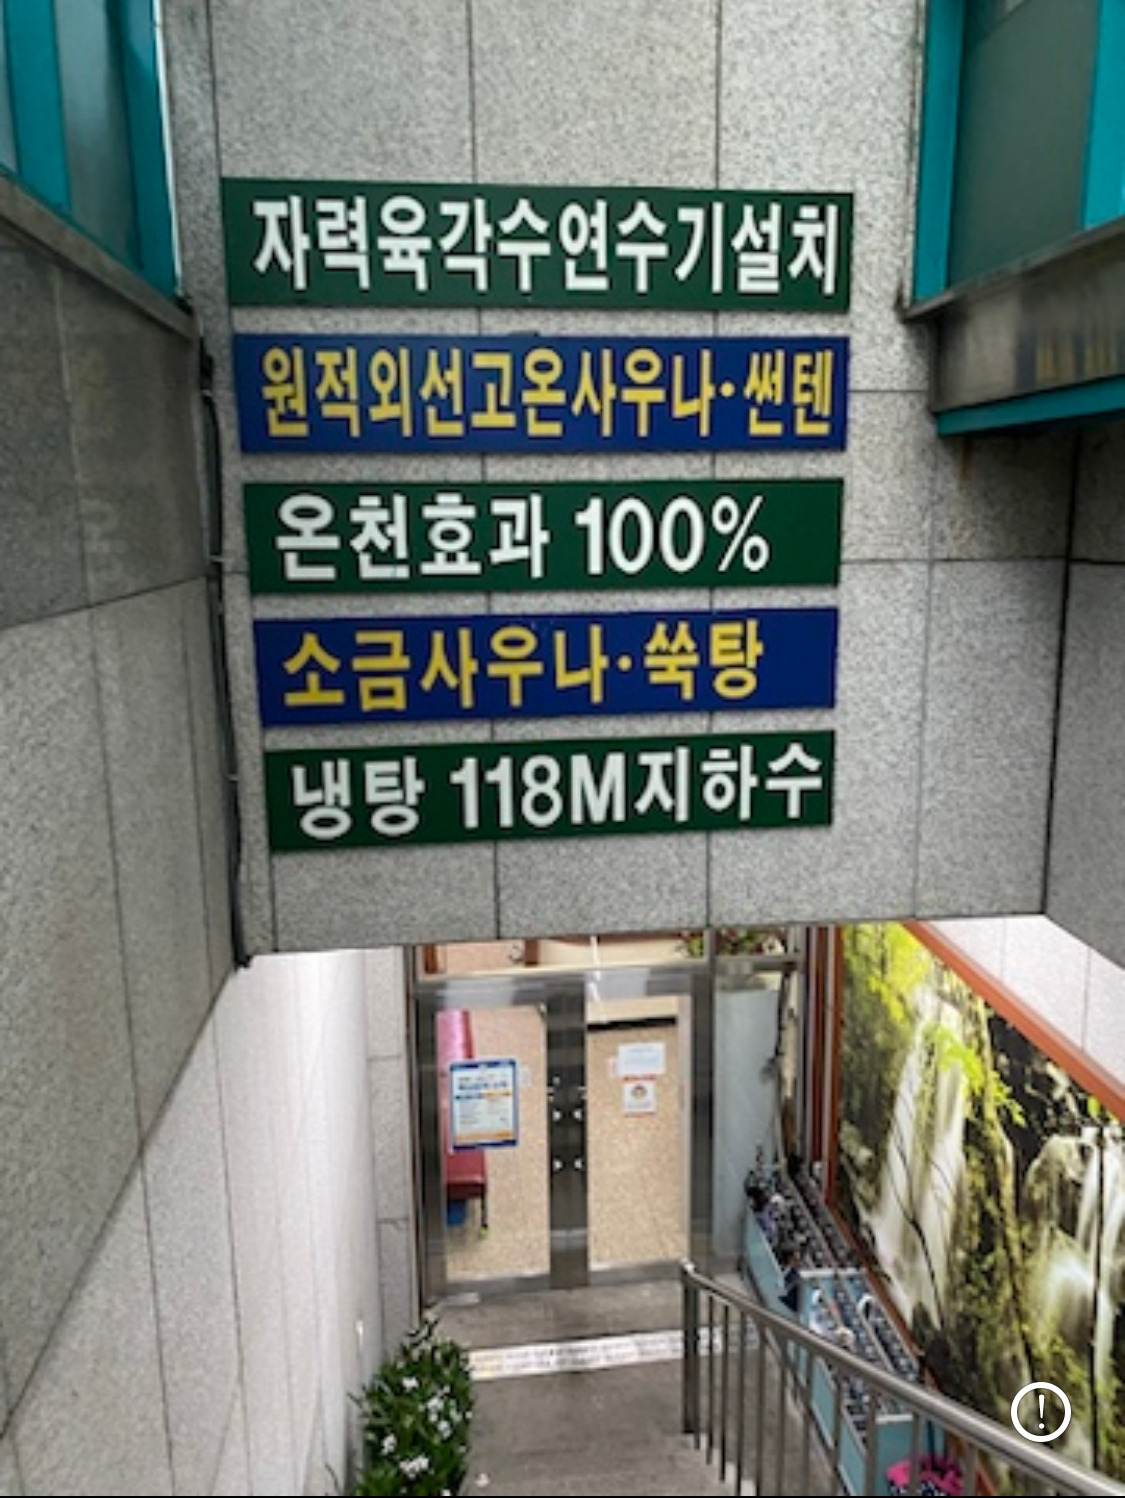 자력육각수연수기설치
원적외선고온사우나·썬텐
온천효과 100%
소금사우나·쑥탕
냉탕 118M지하수